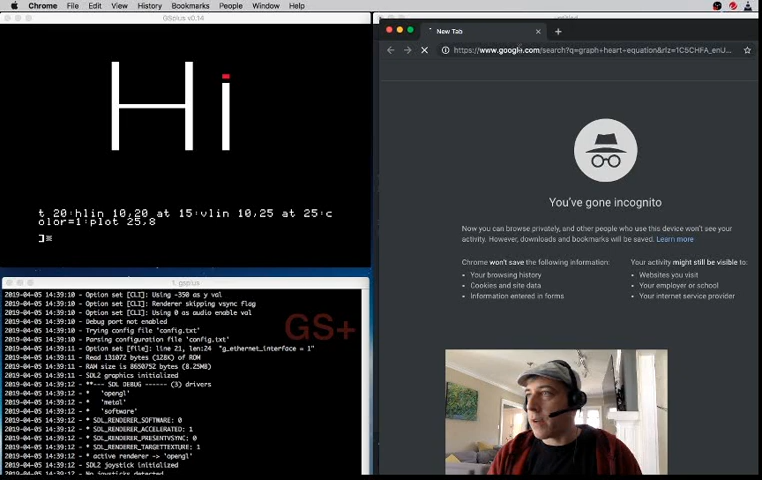 Chrome File Edit View History Bookmarks People Window Help
GSplus v0.14
Hi
t 20:hlin 10,20 at 15:vlin 10,25 at 25:c
olor=1:plot 25,8
]
1. gsplus
2019-04-05 14:39:10 - Option set [CLI]: Using -350 as y val
2019-04-05 14:39:10 - Option set [CLI]: Renderer skipping vsync flag
2019-04-05 14:39:10 - Option set [CLI]: Using 0 as audio enable val
2019-04-05 14:39:10 - Debug port not enabled
2019-04-05 14:39:10 - Trying config file 'config.txt'
2019-04-05 14:39:10 - Parsing configuration file 'config.txt'
2019-04-05 14:39:11 - Option set [file]: line 21, len:24 "g_ethernet_interface = 1"
2019-04-05 14:39:11 - Read 131072 bytes (128K) of ROM
2019-04-05 14:39:11 - RAM size is 8650752 bytes (8.25MB)
2019-04-05 14:39:11 - SDL2 graphics initialized
2019-04-05 14:39:12 - **--- SDL DEBUG ------ (3) drivers
2019-04-05 14:39:12 - * 'opengl'
2019-04-05 14:39:12 - * 'metal'
2019-04-05 14:39:12 - * 'software'
2019-04-05 14:39:12 - * SDL_RENDERER_SOFTWARE: 0
2019-04-05 14:39:12 - * SDL_RENDERER_ACCELERATED: 1
2019-04-05 14:39:12 - * SDL_RENDERER_PRESENTVSYNC: 0
2019-04-05 14:39:12 - * SDL_RENDERER_TARGETTEXTURE: 1
2019-04-05 14:39:12 - * active renderer -> 'opengl'
2019-04-05 14:39:12 - SDL2 joystick initialized
GS+
New Tab
https://www.google.com/search?q=graph+heart+equation&rlz=1C5CHFA_enU...
You've gone incognito
Now you can browse privately, and other people who use this device won't see your
activity. However, downloads and bookmarks will be saved. Learn more
Chrome won't save the following information:
• Your browsing history
• Cookies and site data
• Information entered in forms
Your activity might still be visible to:
• Websites you visit
• Your employer or school
• Your internet service provider